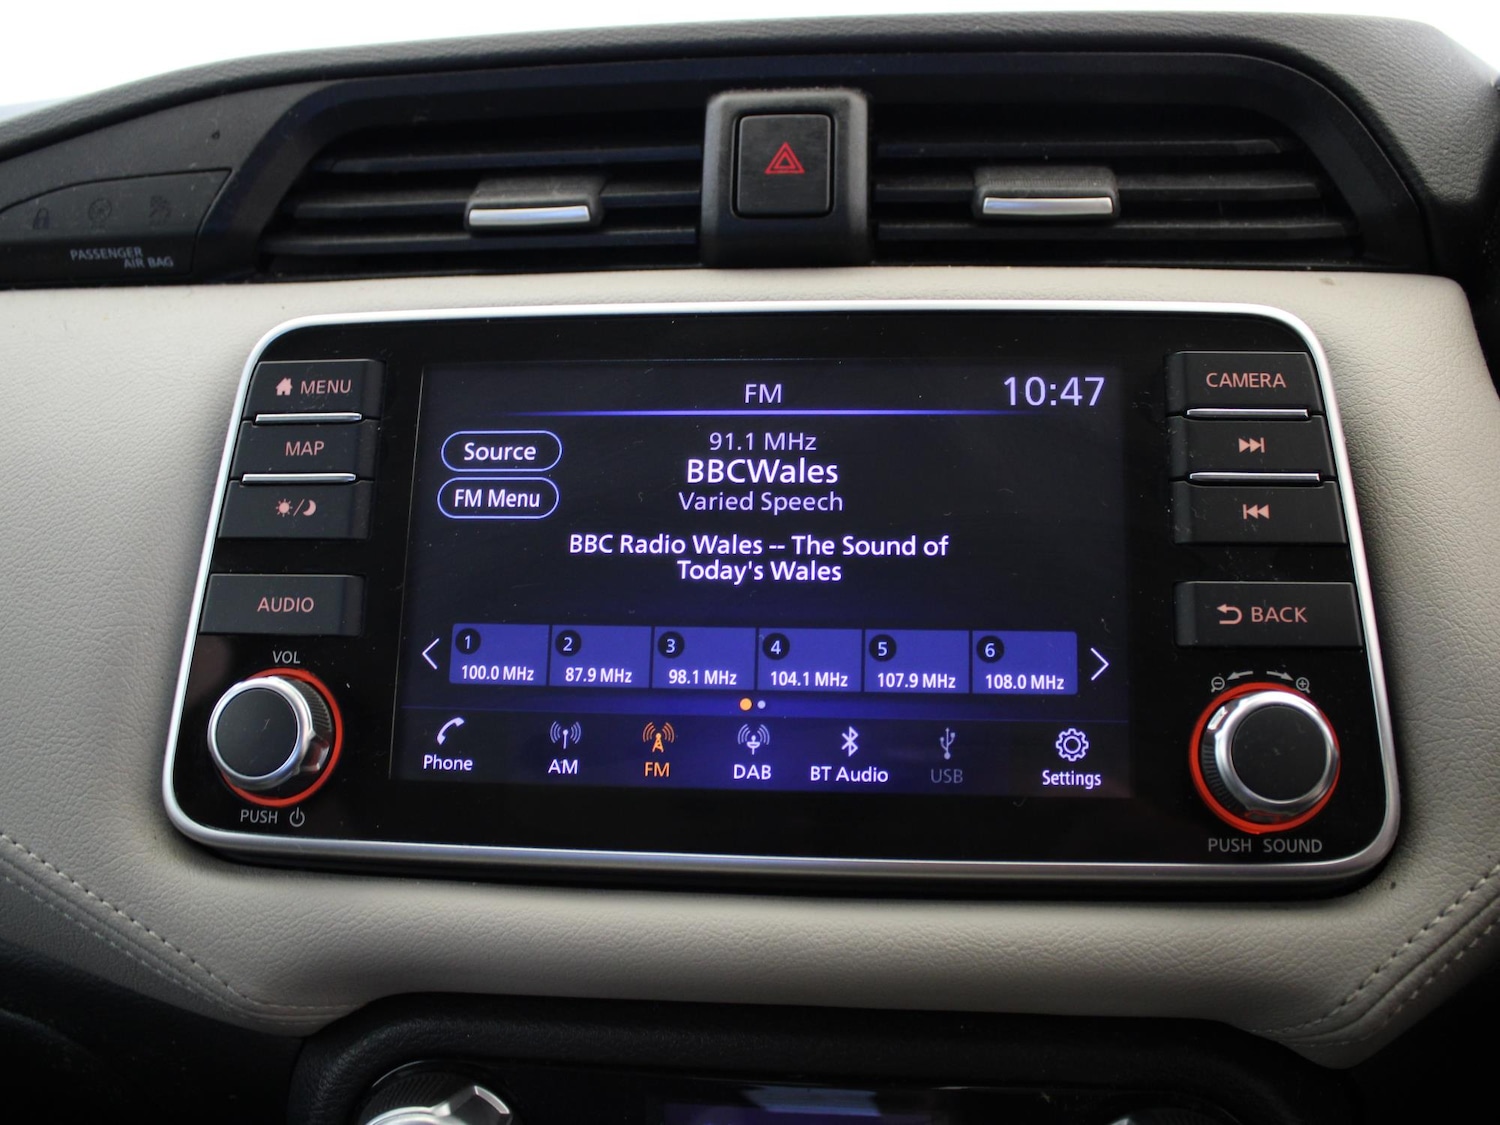 PASSENGER
AIR BAG
MENU
MAP
AUDIO
VOL
PUSH
FM
10:47
Source
FM Menu
91.1 MHz
BBCWales
Varied Speech
BBC Radio Wales -- The Sound of
Today's Wales
1 100.0 MHz
2 87.9 MHz
3 98.1 MHz
4 104.1 MHz
5 107.9 MHz
6 108.0 MHz
Phone
AM
FM
DAB
BT Audio
USB
Settings
CAMERA
BACK
PUSH SOUND